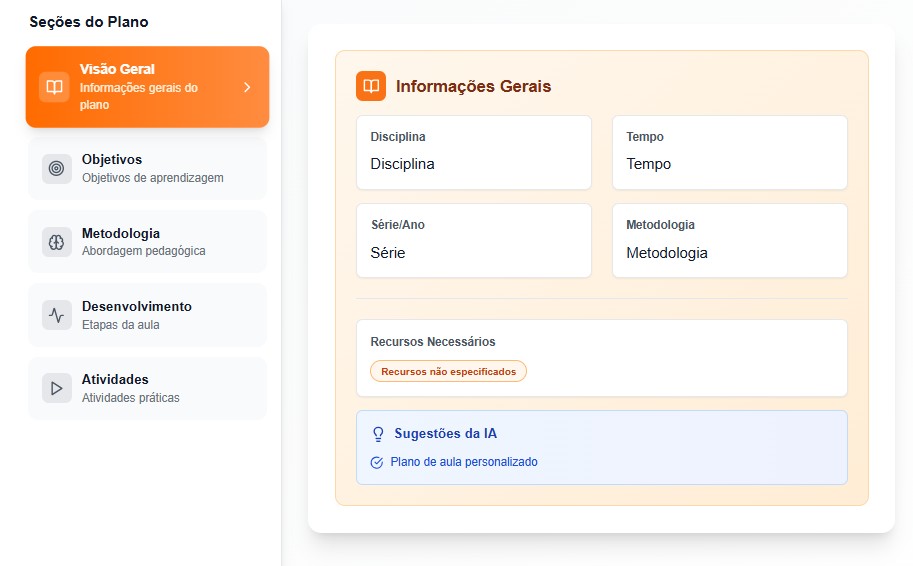 Seções do Plano
Visão Geral
Informações gerais do
plano
Objetivos
Objetivos de aprendizagem
Metodologia
Abordagem pedagógica
Desenvolvimento
Etapas da aula
Atividades
Atividades práticas
Informações Gerais
Disciplina
Disciplina
Tempo
Tempo
Série/Ano
Série
Metodologia
Metodologia
Recursos Necessários
Recursos não especificados
Sugestões da IA
Plano de aula personalizado